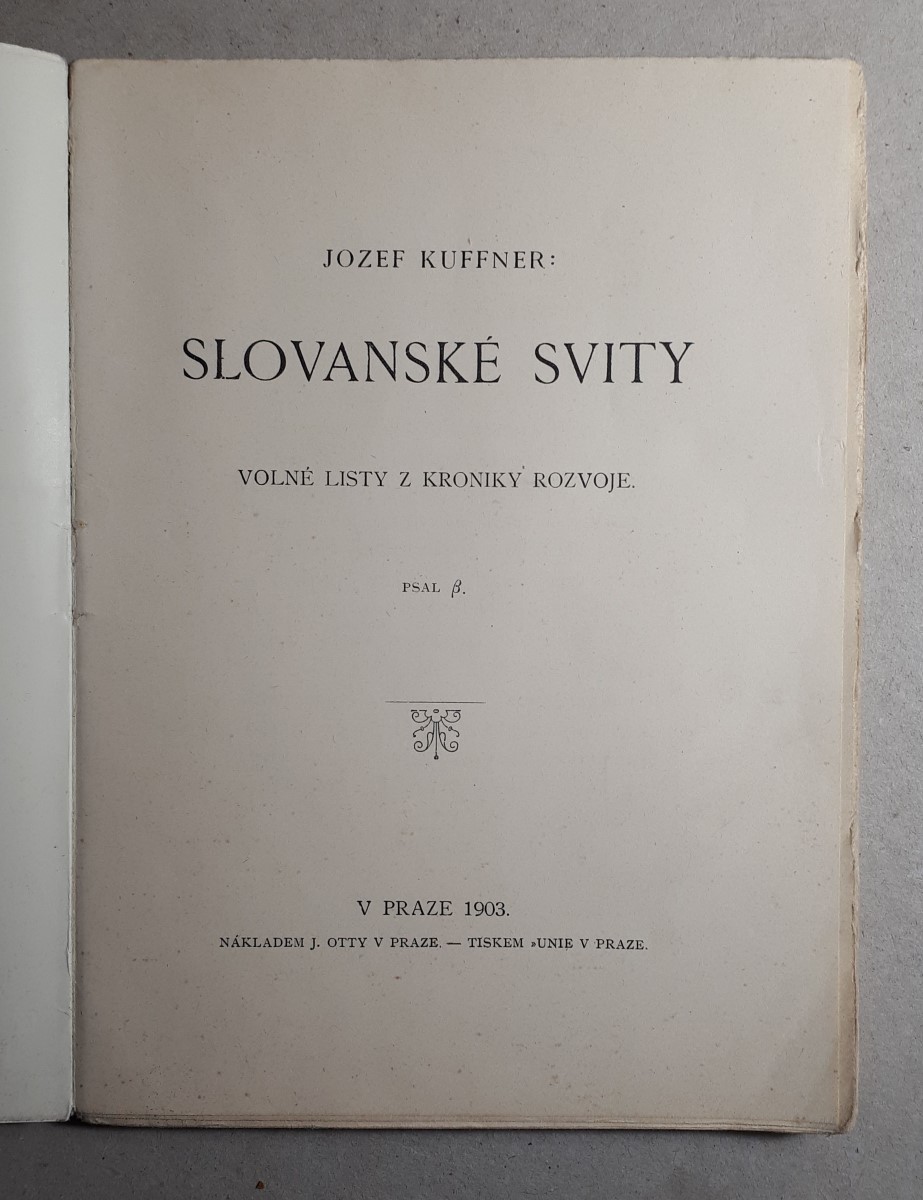 JOZEF KUFFNER:
SLOVANSKÉ SVITY
VOLNÉ LISTY Z KRONIKY ROZVOJE.
PSAL β.
V PRAZE 1903.
NÁKLADEM J. OTTY V PRAZE. — TISKEM »UNIE V PRAZE.